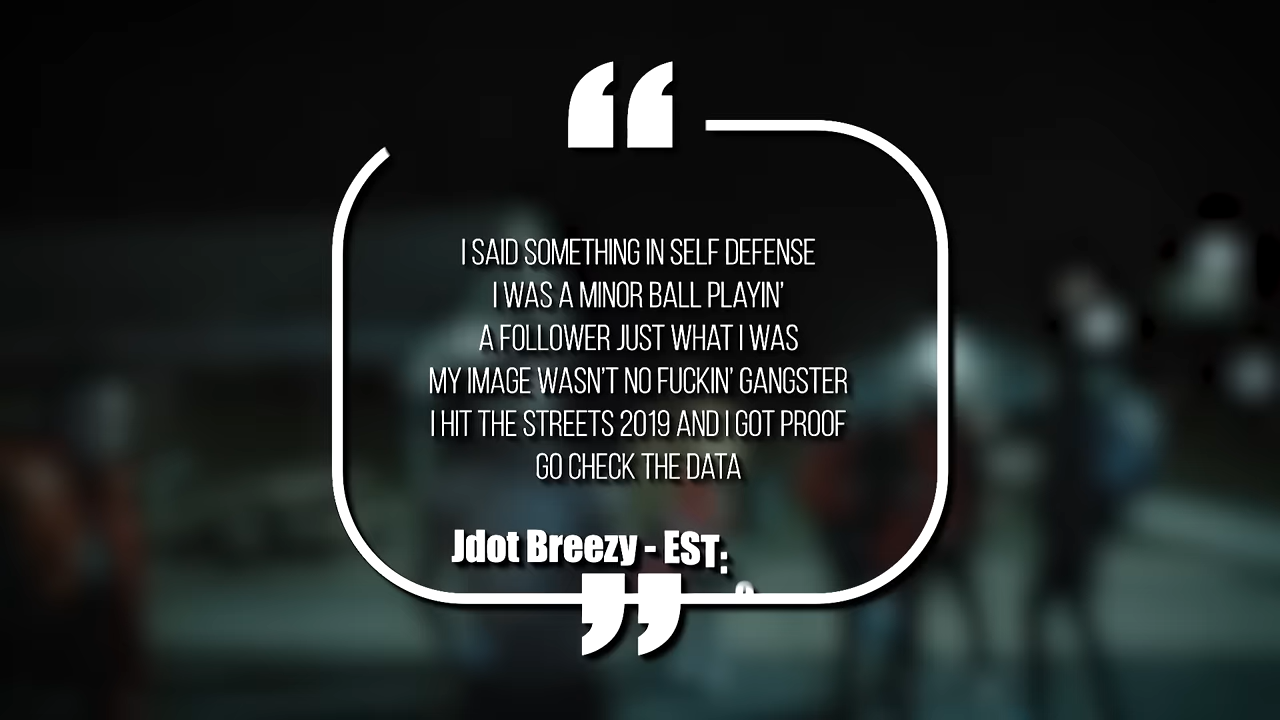 “
I SAID SOMETHING IN SELF DEFENSE
I WAS A MINOR BALL PLAYIN’
A FOLLOWER JUST WHAT I WAS
MY IMAGE WASN’T NO FUCKIN’ GANGSTER
I HIT THE STREETS 2019 AND I GOT PROOF
GO CHECK THE DATA
Jdot Breezy - EST:
”